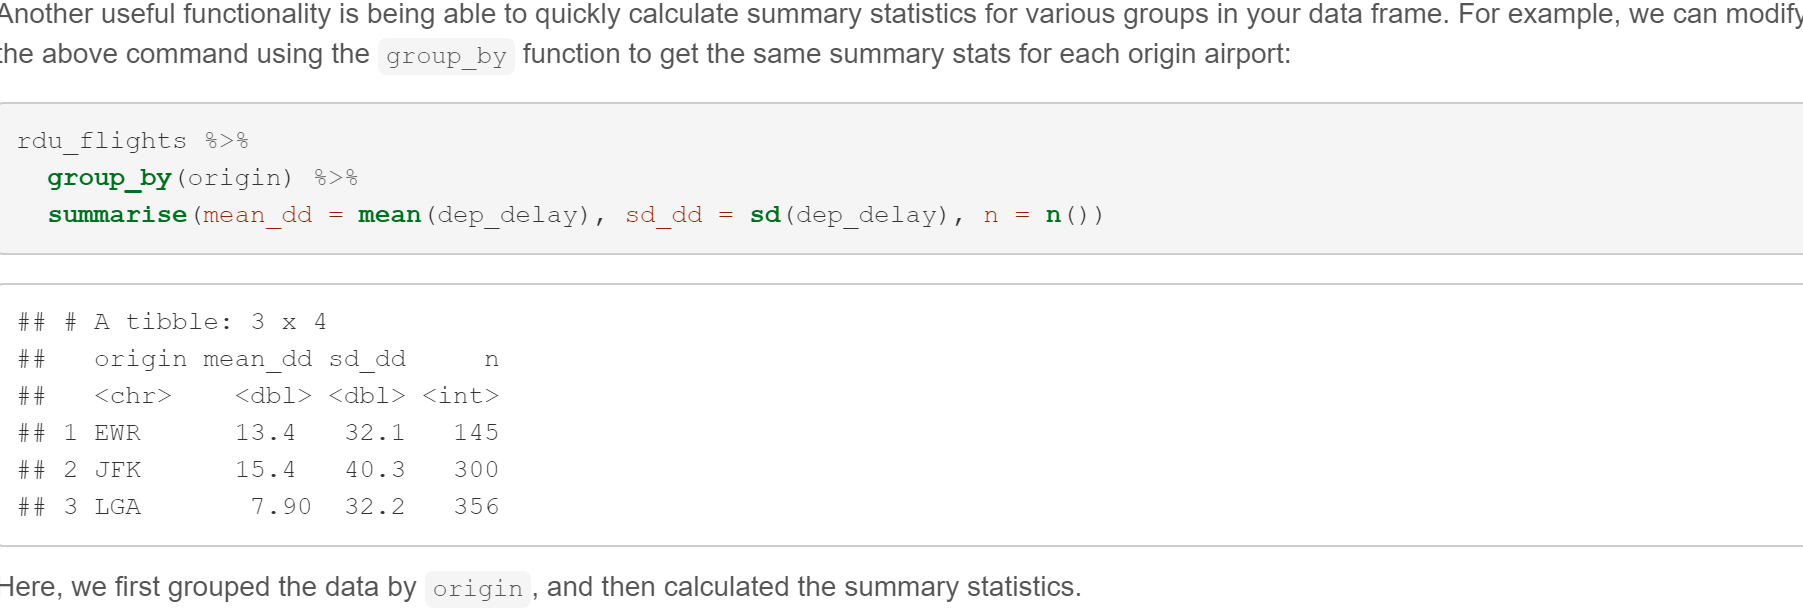 Another useful functionality is being able to quickly calculate summary statistics for various groups in your data frame. For example, we can modify
the above command using the group_by function to get the same summary stats for each origin airport:
rdu_flights %>%
  group_by(origin) %>%
  summarise(mean_dd = mean(dep_delay), sd_dd = sd(dep_delay), n = n())
## # A tibble: 3 x 4
##   origin mean_dd sd_dd     n
##   <chr>    <dbl> <dbl> <int>
## 1 EWR      13.4   32.1   145
## 2 JFK      15.4   40.3   300
## 3 LGA       7.90  32.2   356
Here, we first grouped the data by origin, and then calculated the summary statistics.